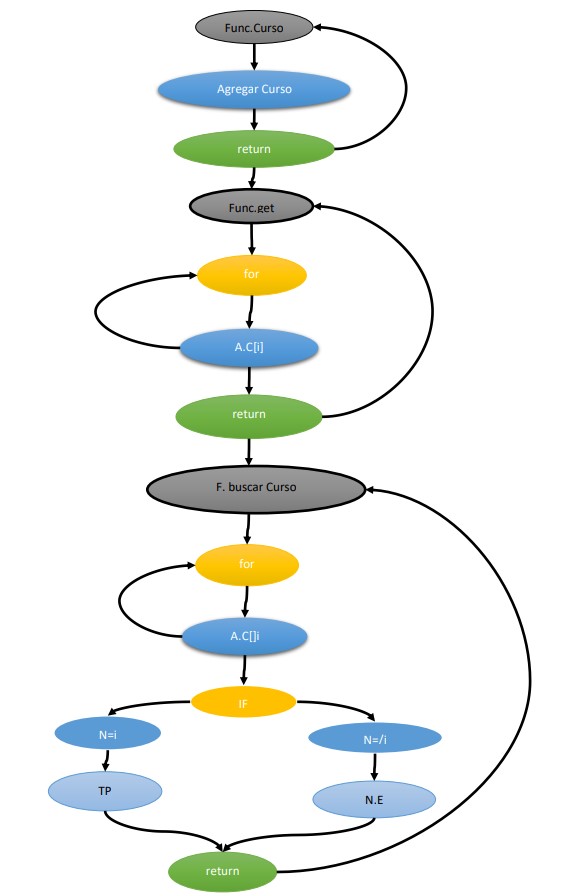 Func.Curso
Agregar Curso
return
Func.get
for
A.C[i]
return
F. buscar Curso
for
A.C[]i
IF
N=i
N=/i
TP
N.E
return